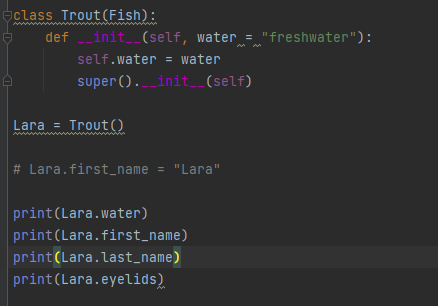 class Trout(Fish):
    def __init__(self, water = "freshwater"):
        self.water = water
        super().__init__(self)

Lara = Trout()

# Lara.first_name = "Lara"

print(Lara.water)
print(Lara.first_name)
print(Lara.last_name)
print(Lara.eyelids)